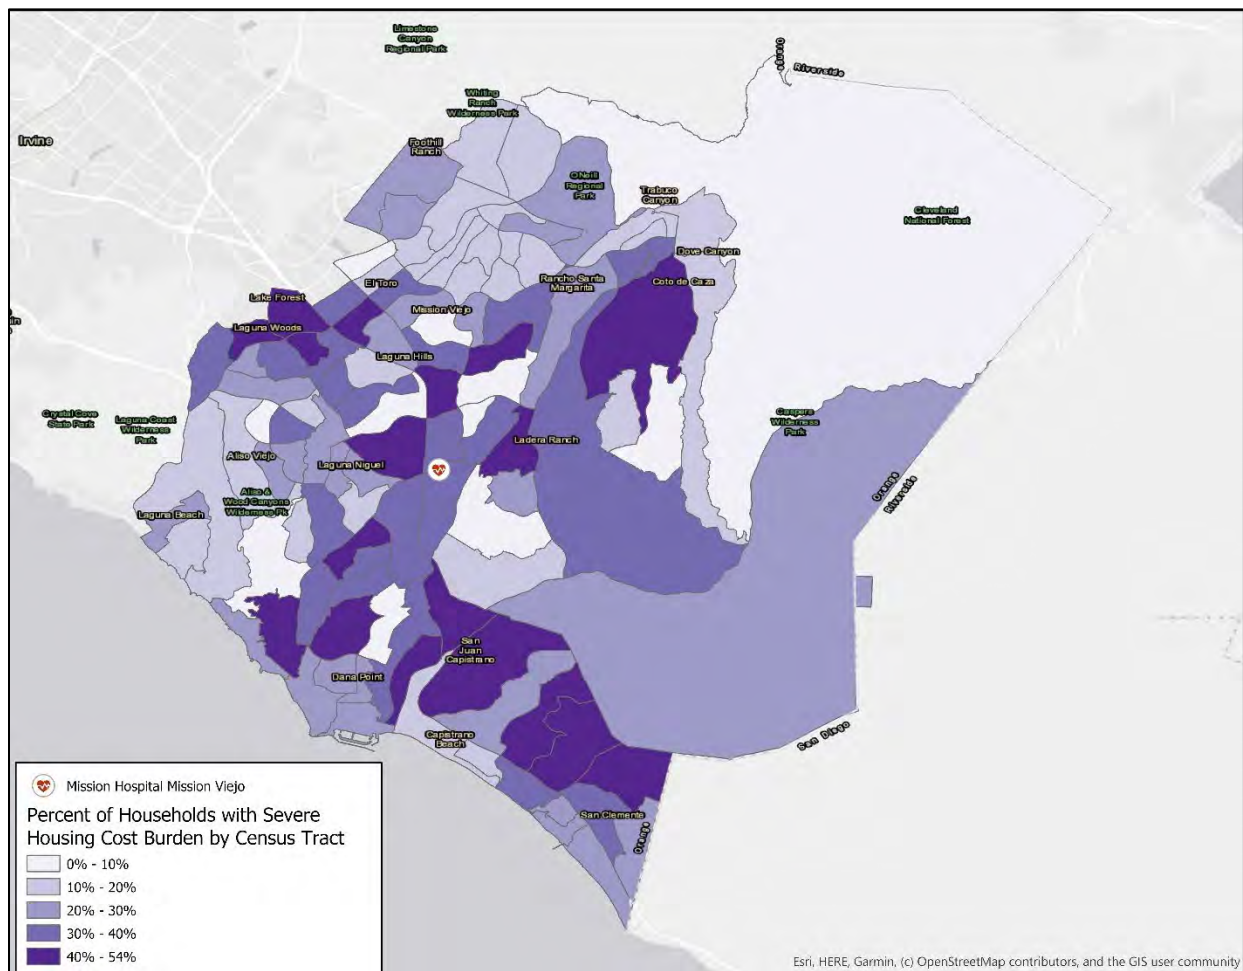 Limestone
Canyon
Regional Park
Orange
Riverside
Whiting
Ranch
Wilderness Park
Irvine
Foothill
Ranch
ONeill
Regional
Park
Trabuco
Canyon
Cleveland
National Forest
Dove Canyon
El Toro
Rancho Santa
Margarita
Coto de Caza
Lake Forest
Mission Viejo
Laguna Woods
Laguna Hills
Crystal Cove
State Park
Laguna Coast
Wilderness
Park
Caspers
Wilderness
Park
Ladera Ranch
Aliso Viejo
Laguna Niguel
Orange
Riverside
Aliso &
Wood Canyons
Wilderness Pk
Laguna Beach
San
Juan
Capistrano
Dana Point
Capistrano
Beach
San Diego
San Clemente
Orange
Mission Hospital Mission Viejo
Percent of Households with Severe
Housing Cost Burden by Census Tract
0% - 10%
10% - 20%
20% - 30%
30% - 40%
40% - 54%
Esri, HERE, Garmin, (c) OpenStreetMap contributors, and the GIS user community